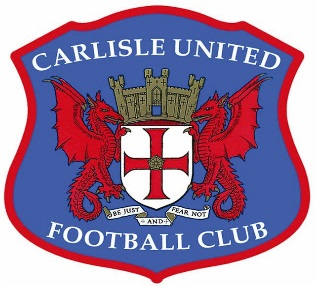 CARLISLE UNITED
BE JUST AND FEAR NOT
FOOTBALL CLUB